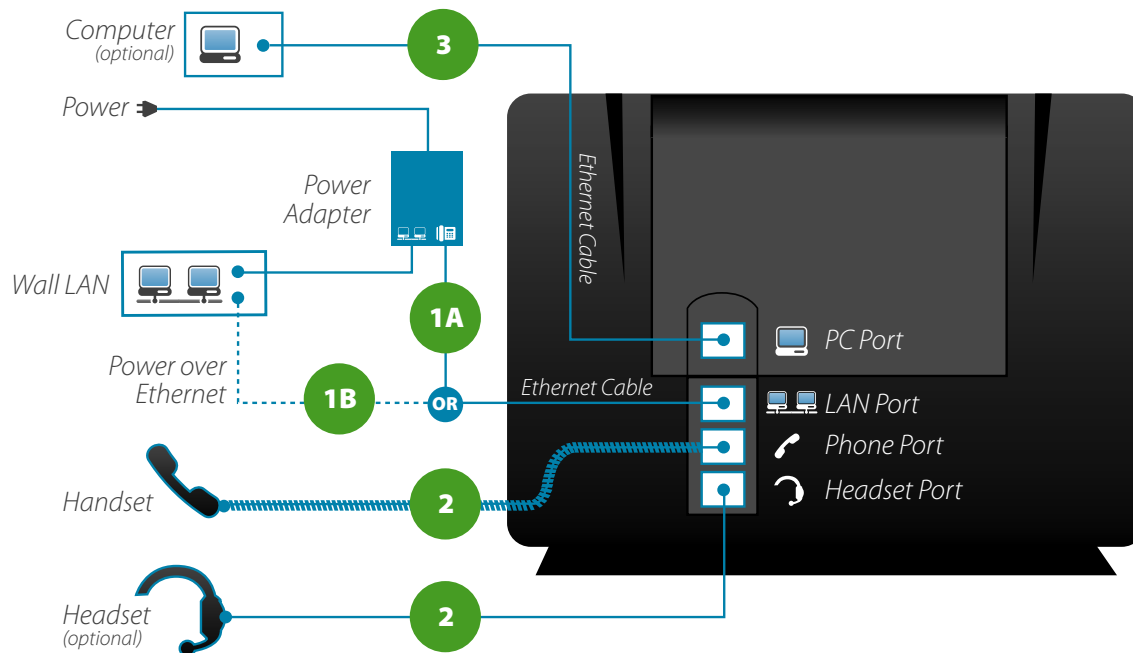 Computer
(optional)
3
Power
Power
Adapter
Ethernet Cable
Wall LAN
1A
PC Port
Power over
Ethernet
1B
OR
Ethernet Cable
LAN Port
Phone Port
Handset
2
Headset Port
Headset
(optional)
2